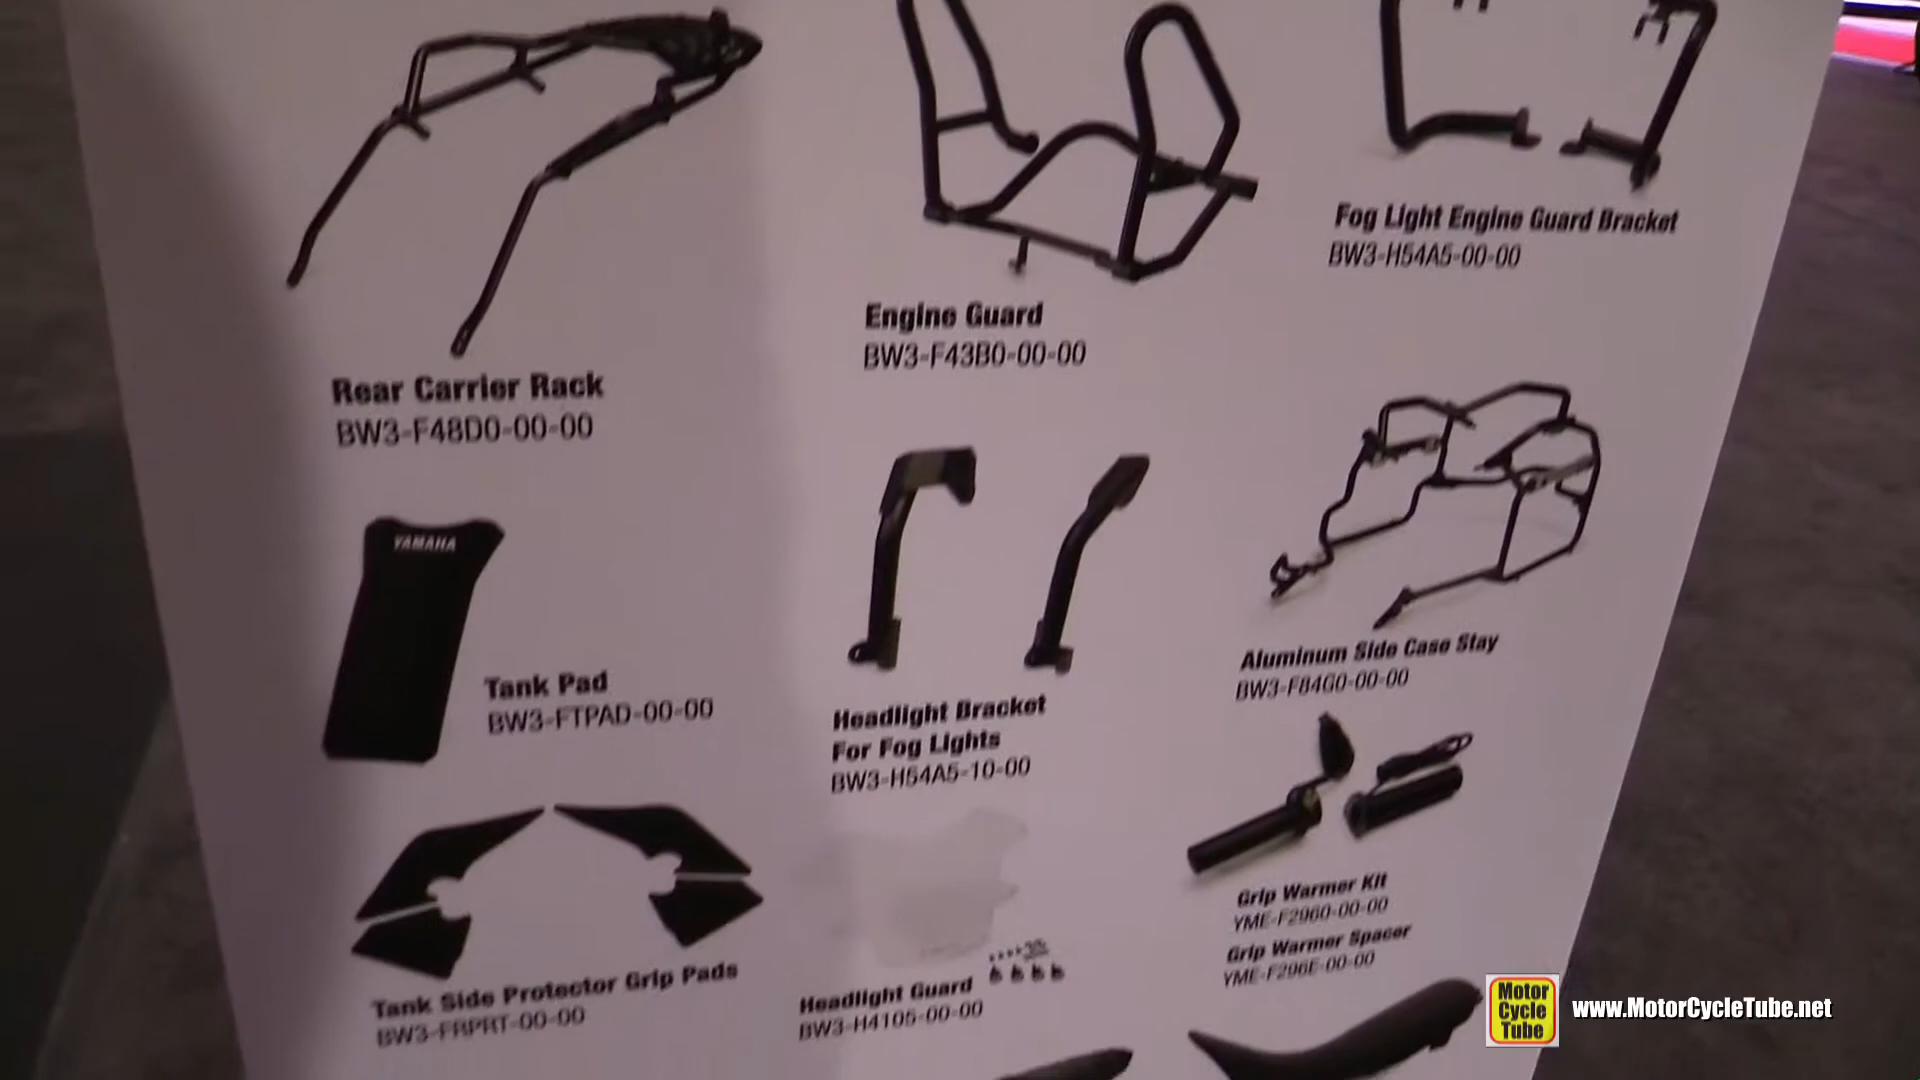 Fog Light Engine Guard Bracket
BW3-H54A5-00-00
Engine Guard
BW3-F43B0-00-00
Rear Carrier Rack
BW3-F48D0-00-00
YAMAHA
Tank Pad
BW3-FTPAD-00-00
Headlight Bracket
For Fog Lights
BW3-H54A5-10-00
Aluminum Side Case Stay
BW3-F84G0-00-00
Grip Warmer Kit
YME-F2960-00-00
Grip Warmer Spacer
YME-F296E-00-00
Tank Side Protector Grip Pads
BW3-FRPRT-00-00
Headlight Guard
BW3-H4105-00-00
Motor
Cycle
Tube
www.MotorCycleTube.net